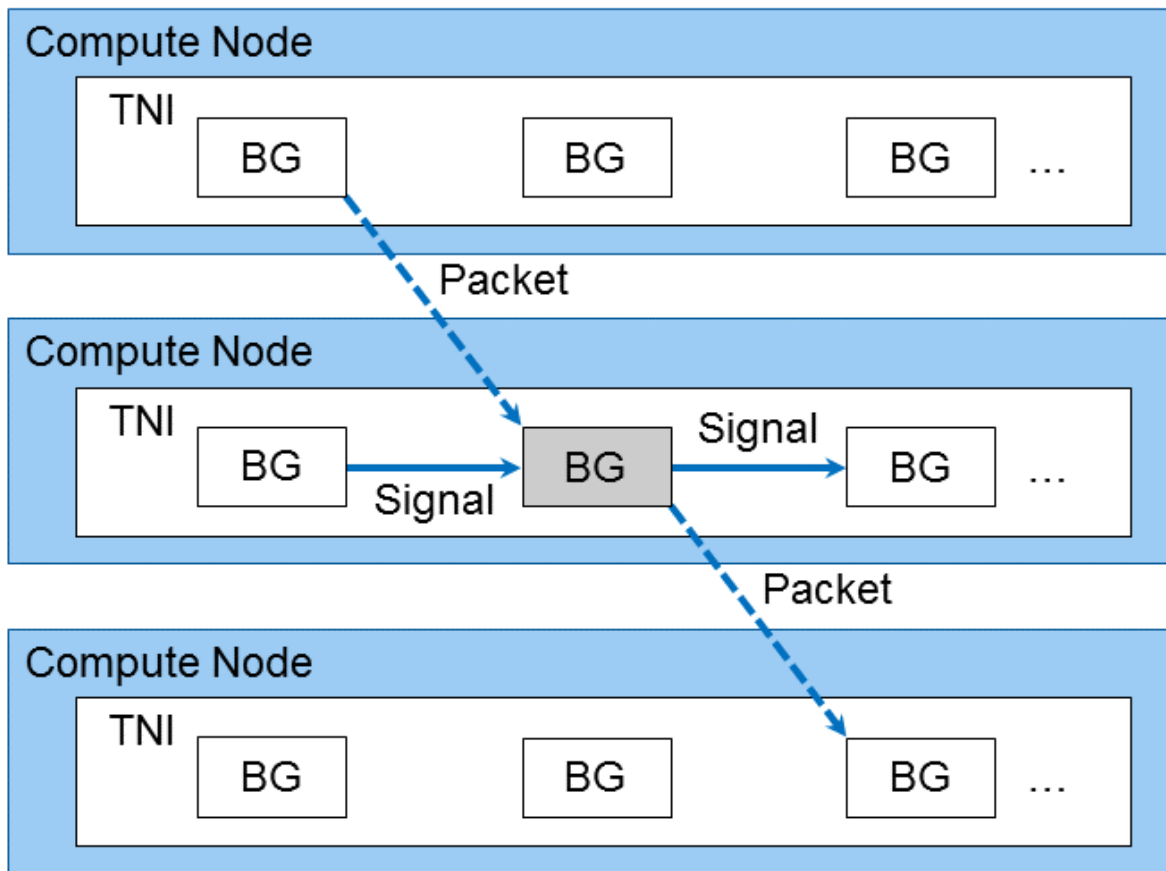 Compute Node
TNI
BG BG BG ...
Packet
Compute Node
TNI
Signal
BG BG BG ...
Signal
Packet
Compute Node
TNI
BG BG BG ...